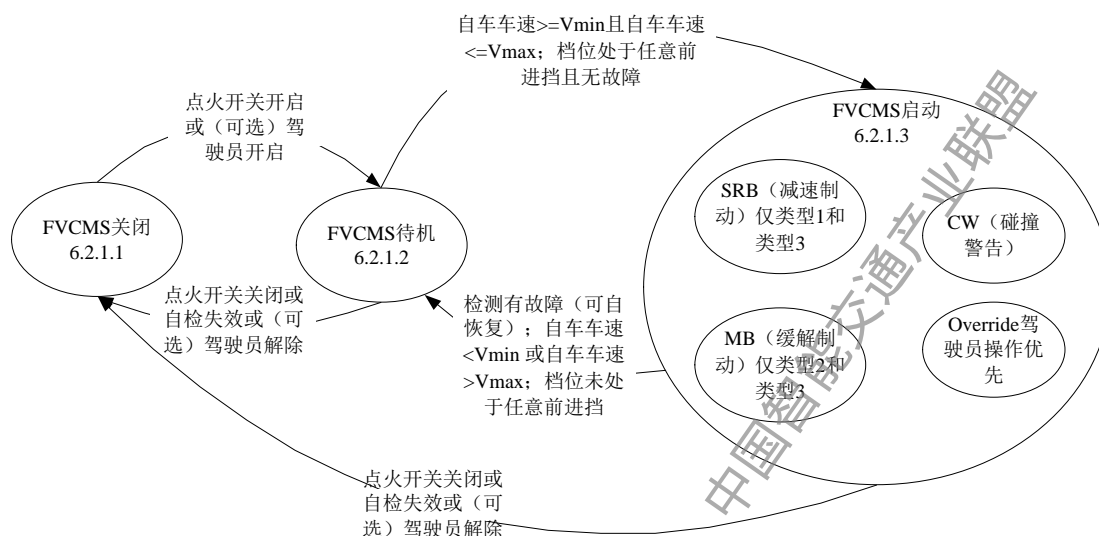 自车车速>=Vmin且自车车速
<=Vmax；档位处于任意前
进挡且无故障
点火开关开启
或（可选）驾
驶员开启
FVCMS关闭
6.2.1.1
FVCMS待机
6.2.1.2
FVCMS启动
6.2.1.3
SRB（减速制
动）仅类型1和
类型3
CW（碰撞
警告）
MB（缓解制
动）仅类型2和
类型3
Override驾
驶员操作优
先
点火开关关闭或
自检失效或（可
选）驾驶员解除
检测有故障（可自
恢复）；自车车速
<Vmin 或自车车速
>Vmax；档位未处
于任意前进挡
点火开关关闭或
自检失效或（可
选）驾驶员解除
中国智能交通产业联盟